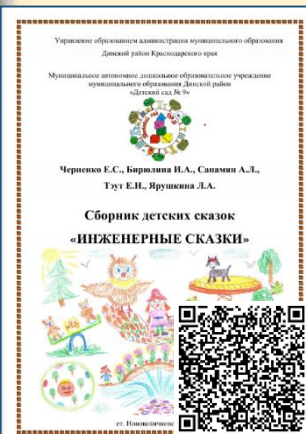 Управление образованием администрации муниципального образования
Динской район Краснодарского края
Муниципальное автономное дошкольное образовательное учреждение
муниципального образования Динской район
«Детский сад № 9»
Черненко Е.С., Бирюлина И.А., Санамян А.Л.,
Тэут Е.Н., Ярушкина Л.А.
Сборник детских сказок
«ИНЖЕНЕРНЫЕ СКАЗКИ»